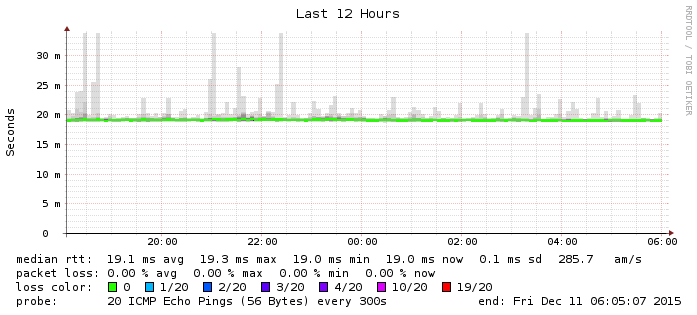 Last 12 Hours
RRDTOOL / TOBI OETIKER
Seconds
30 m
25 m
20 m
15 m
10 m
5 m
0
20:00 22:00 00:00 02:00 04:00 06:00
median rtt: 19.1 ms avg 19.3 ms max 19.0 ms min 19.0 ms now 0.1 ms sd 285.7 am/s
packet loss: 0.00 % avg 0.00 % max 0.00 % min 0.00 % now
loss color: 0 1/20 2/20 3/20 4/20 10/20 19/20
probe: 20 ICMP Echo Pings (56 Bytes) every 300s end: Fri Dec 11 06:05:07 2015